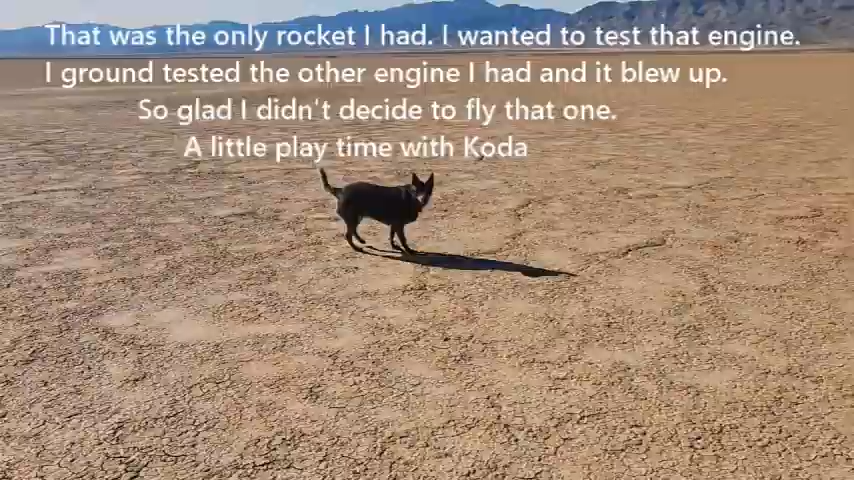 That was the only rocket I had. I wanted to test that engine.
I ground tested the other engine I had and it blew up.
So glad I didn't decide to fly that one.
A little play time with Koda